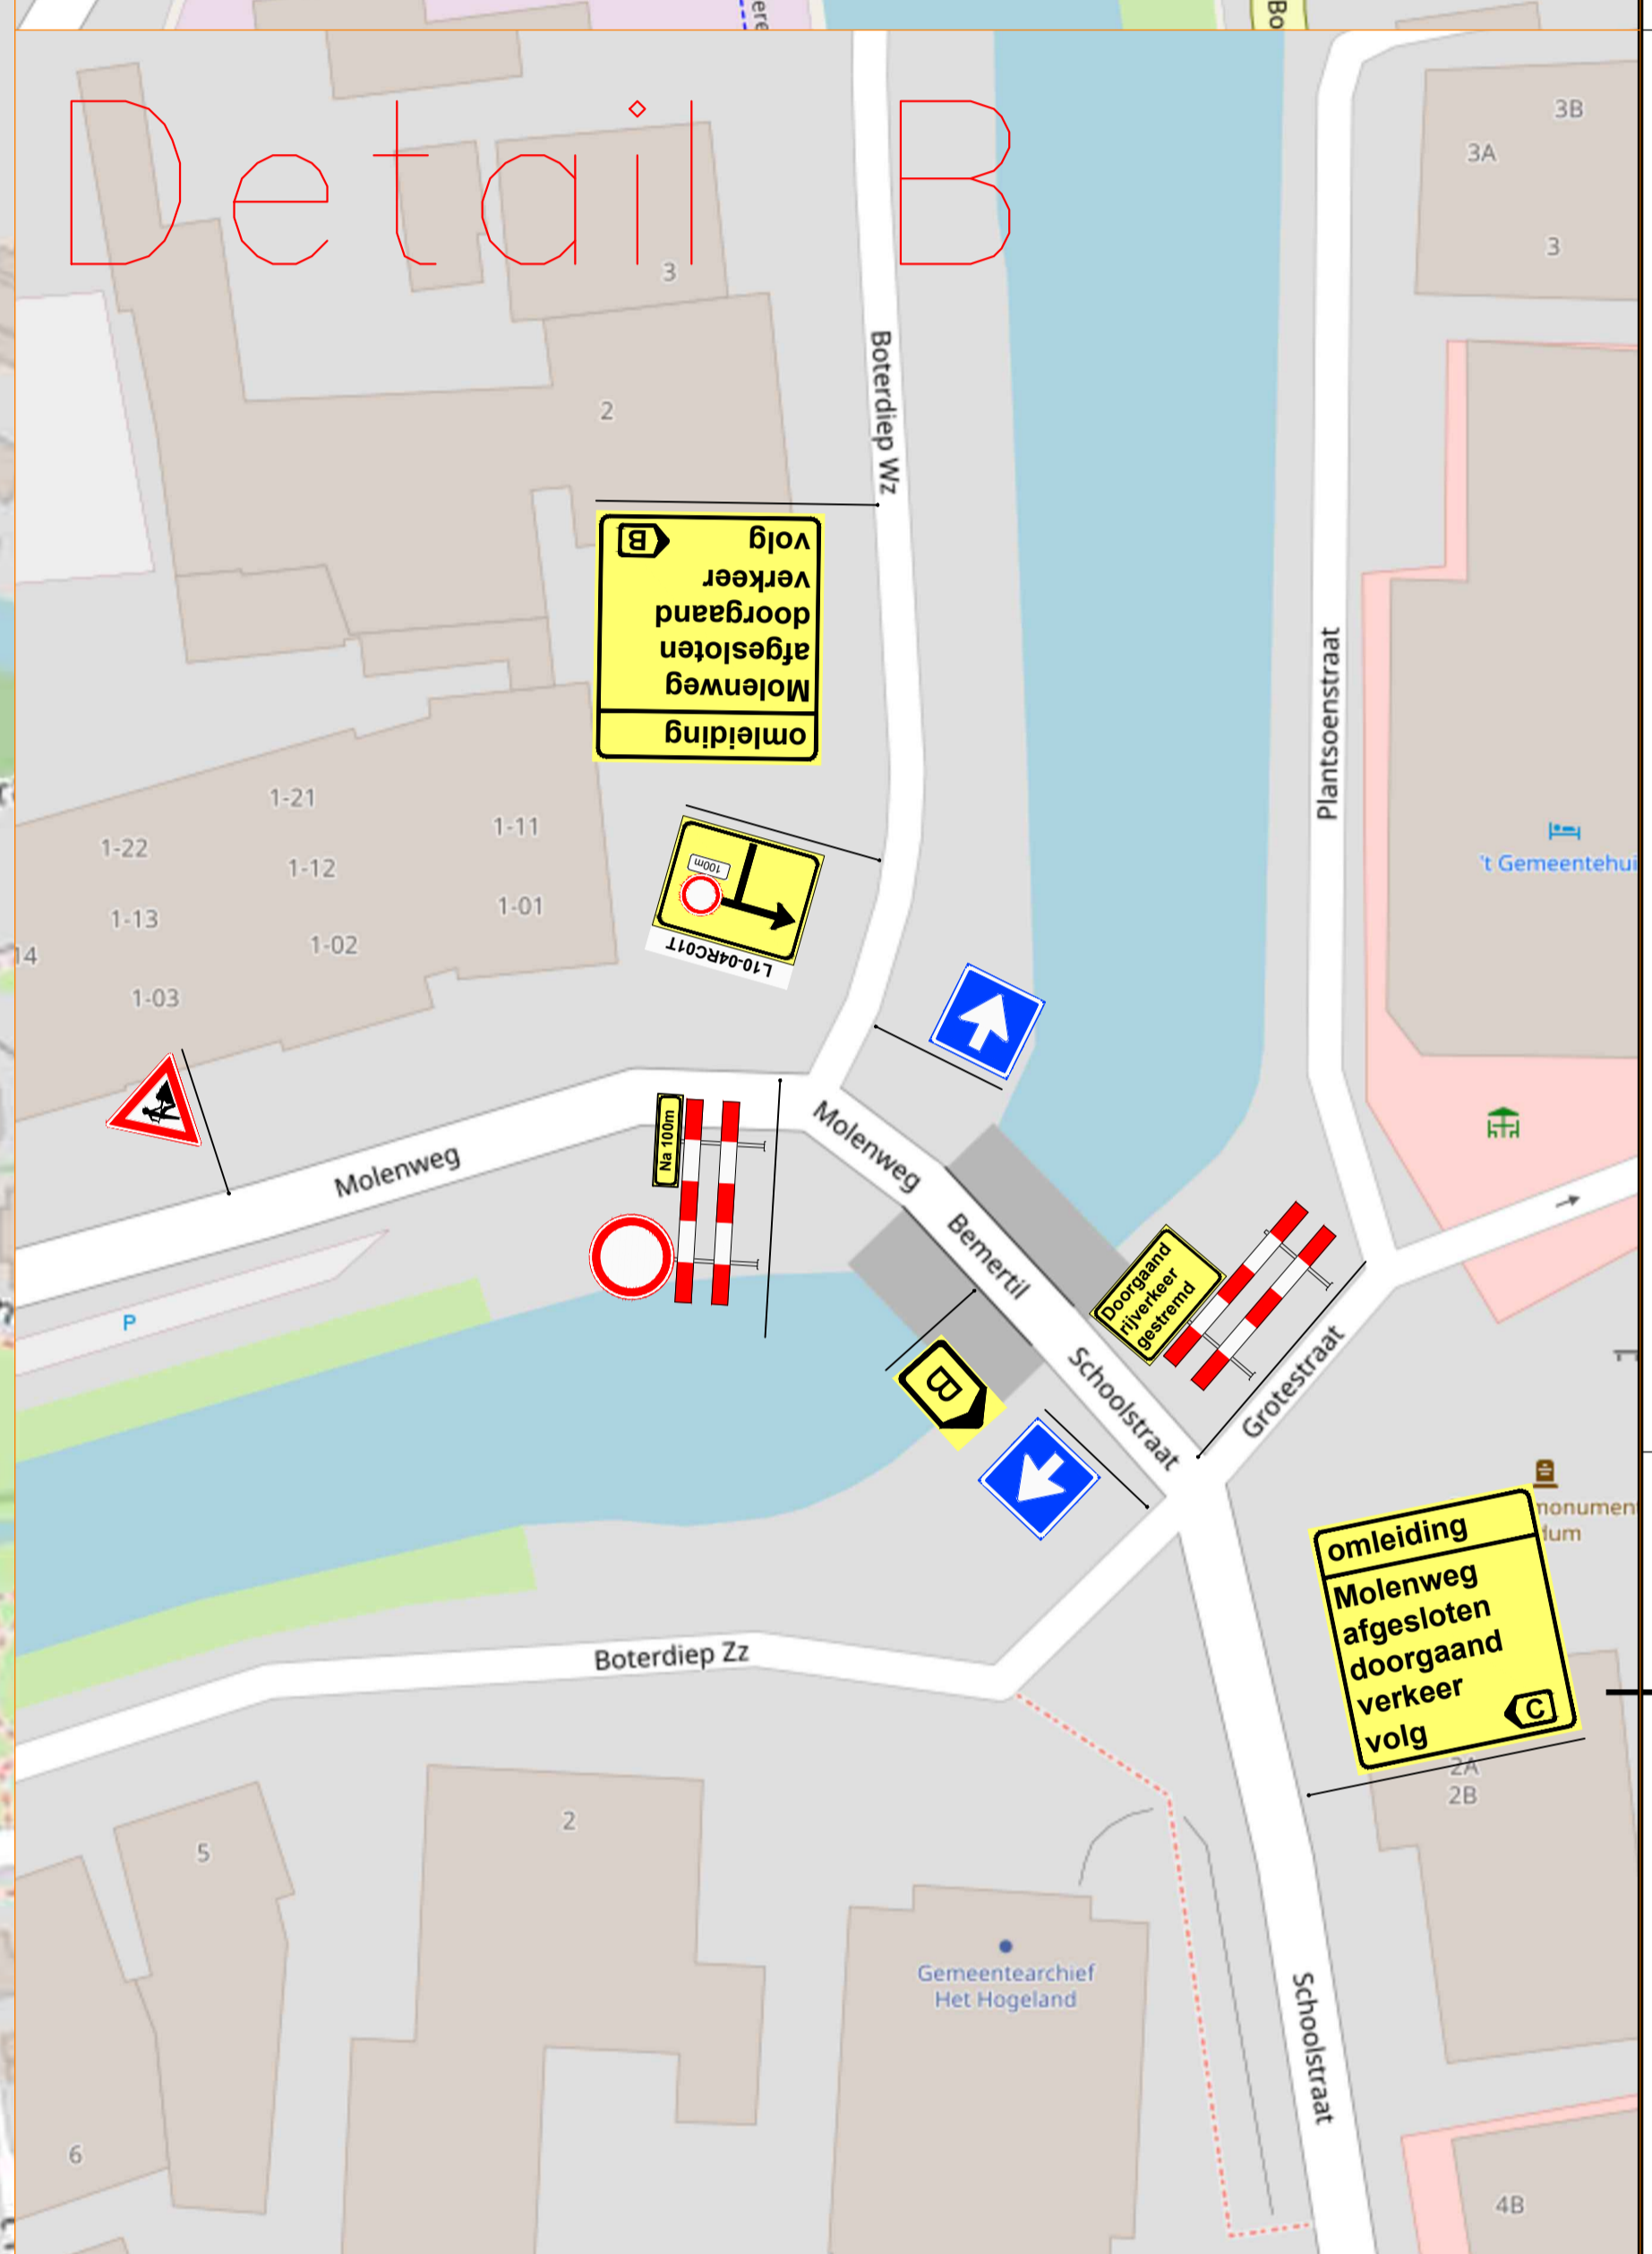 Detail B
3B
3A
3
3
2
Boterdiep Wz
volg
B
verkeer
doorgaand
afgesloten
Molenweg
omleiding
Plantsoenstraat
't Gemeentehui
1-21
1-22
1-11
1-12
1-13
1-01
1-02
14
1-03
100m
L10-04RC01T
Na 100m
Molenweg
Molenweg
Bemertil
Schoolstraat
Grotestraat
Doorgaand
rijverkeer
gestremd
P
B
omleiding
Molenweg
afgesloten
doorgaand
verkeer
volg
C
monument
dum
Boterdiep Zz
2A
2B
2
5
Gemeentearchief
Het Hogeland
Schoolstraat
6
4B